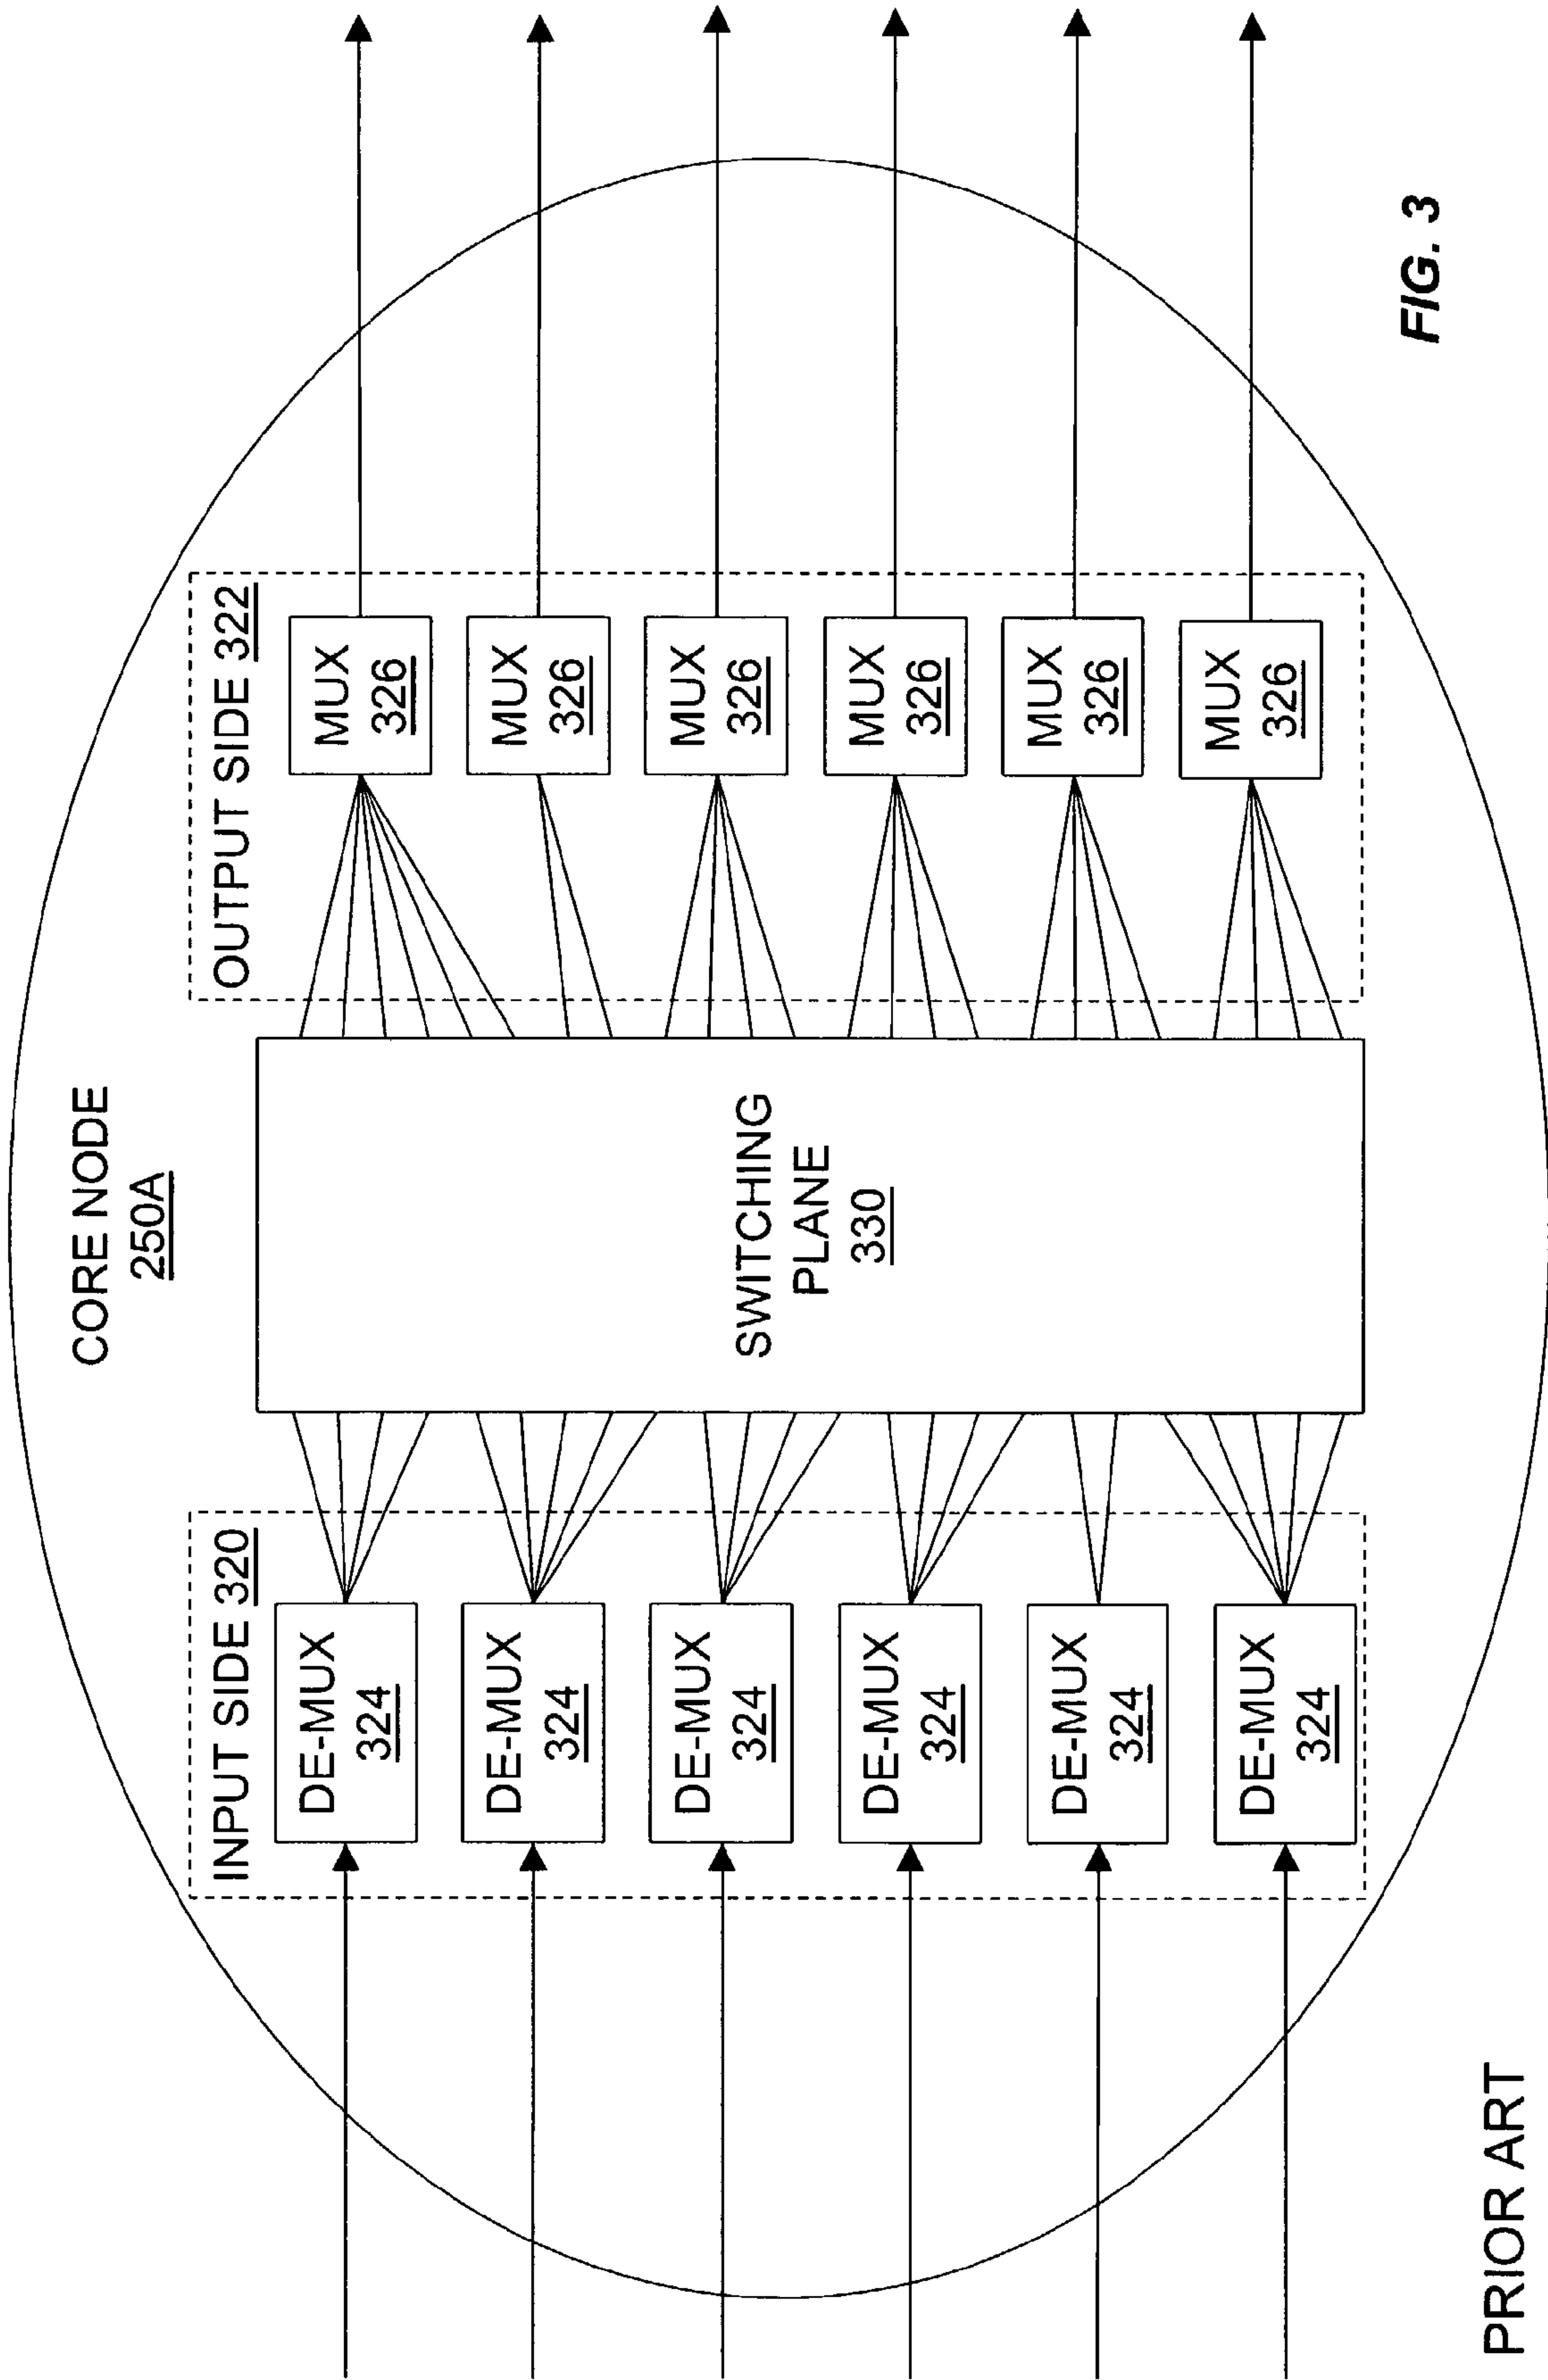 CORE NODE
250A
INPUT SIDE 320
DE-MUX
324
DE-MUX
324
DE-MUX
324
DE-MUX
324
DE-MUX
324
DE-MUX
324
SWITCHING
PLANE
330
OUTPUT SIDE 322
MUX
326
MUX
326
MUX
326
MUX
326
MUX
326
MUX
326
PRIOR ART
FIG. 3